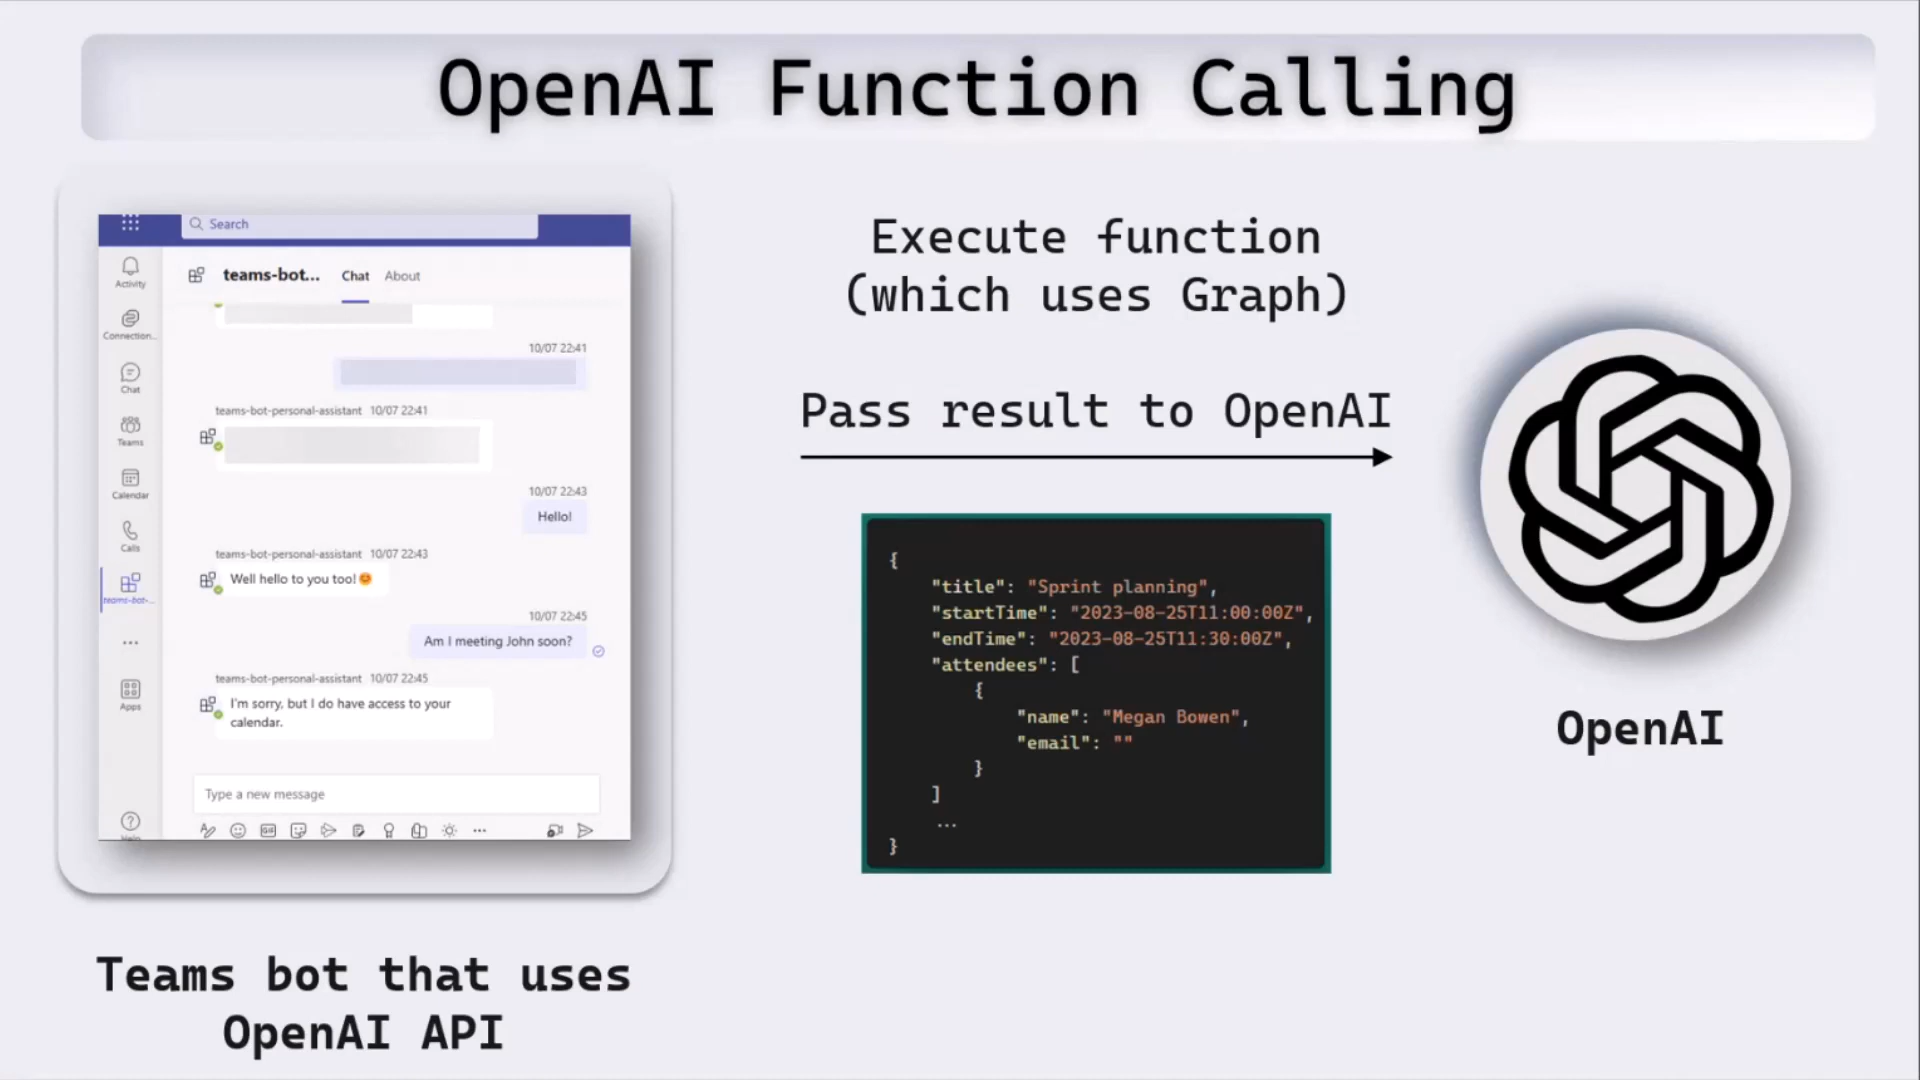 OpenAI Function Calling
Search
teams-bot...
Chat
About
Activity
Connection...
Chat
Teams
Calendar
Calls
teams-bot-...
...
Apps
Help
10/07 22:41
teams-bot-personal-assistant 10/07 22:41
10/07 22:43
Hello!
teams-bot-personal-assistant 10/07 22:43
Well hello to you too!😊
10/07 22:45
Am I meeting John soon?
teams-bot-personal-assistant 10/07 22:45
I'm sorry, but I do have access to your
calendar.
Type a new message
GIF
Teams bot that uses
OpenAI API
Execute function
(which uses Graph)
Pass result to OpenAI
{
"title": "Sprint planning",
"startTime": "2023-08-25T11:00:00Z",
"endTime": "2023-08-25T11:30:00Z",
"attendees": [
{
"name": "Megan Bowen",
"email": ""
}
]
...
}
OpenAI